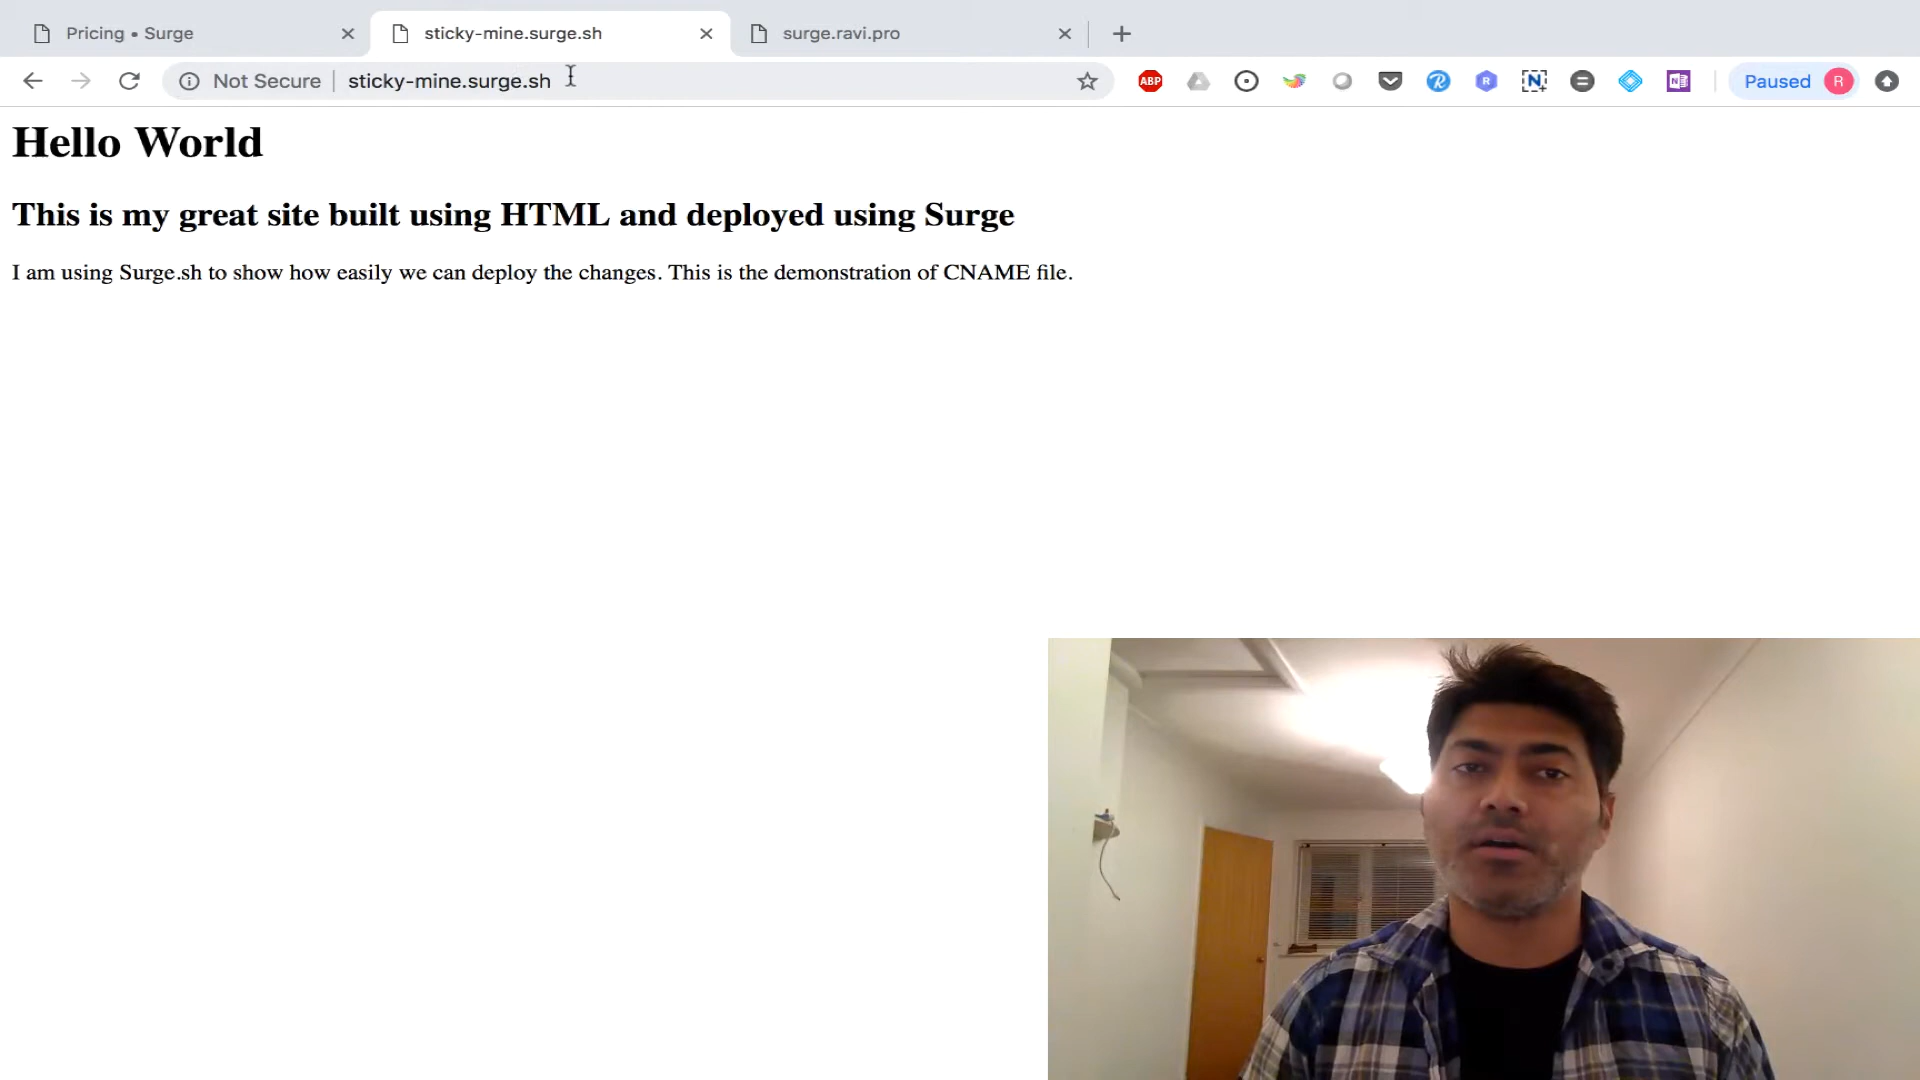 Pricing • Surge
sticky-mine.surge.sh
surge.ravi.pro
Not Secure
sticky-mine.surge.sh
ABP
R
R
N
N
Paused
R
Hello World
This is my great site built using HTML and deployed using Surge
I am using Surge.sh to show how easily we can deploy the changes. This is the demonstration of CNAME file.